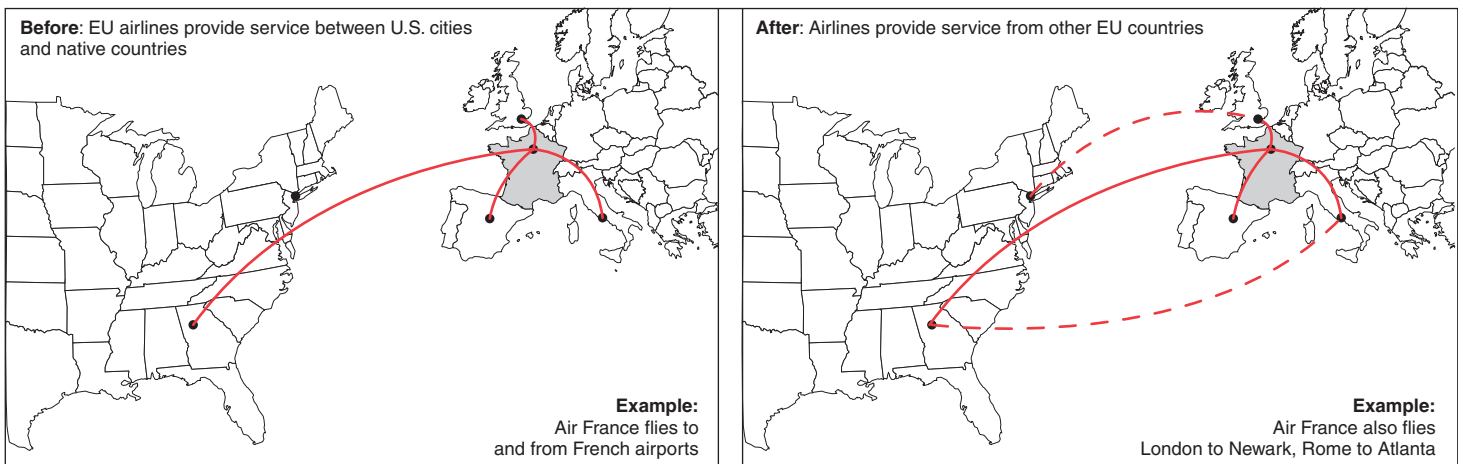 Before: EU airlines provide service between U.S. cities
and native countries
Example:
Air France flies to
and from French airports
After: Airlines provide service from other EU countries
Example:
Air France also flies
London to Newark, Rome to Atlanta